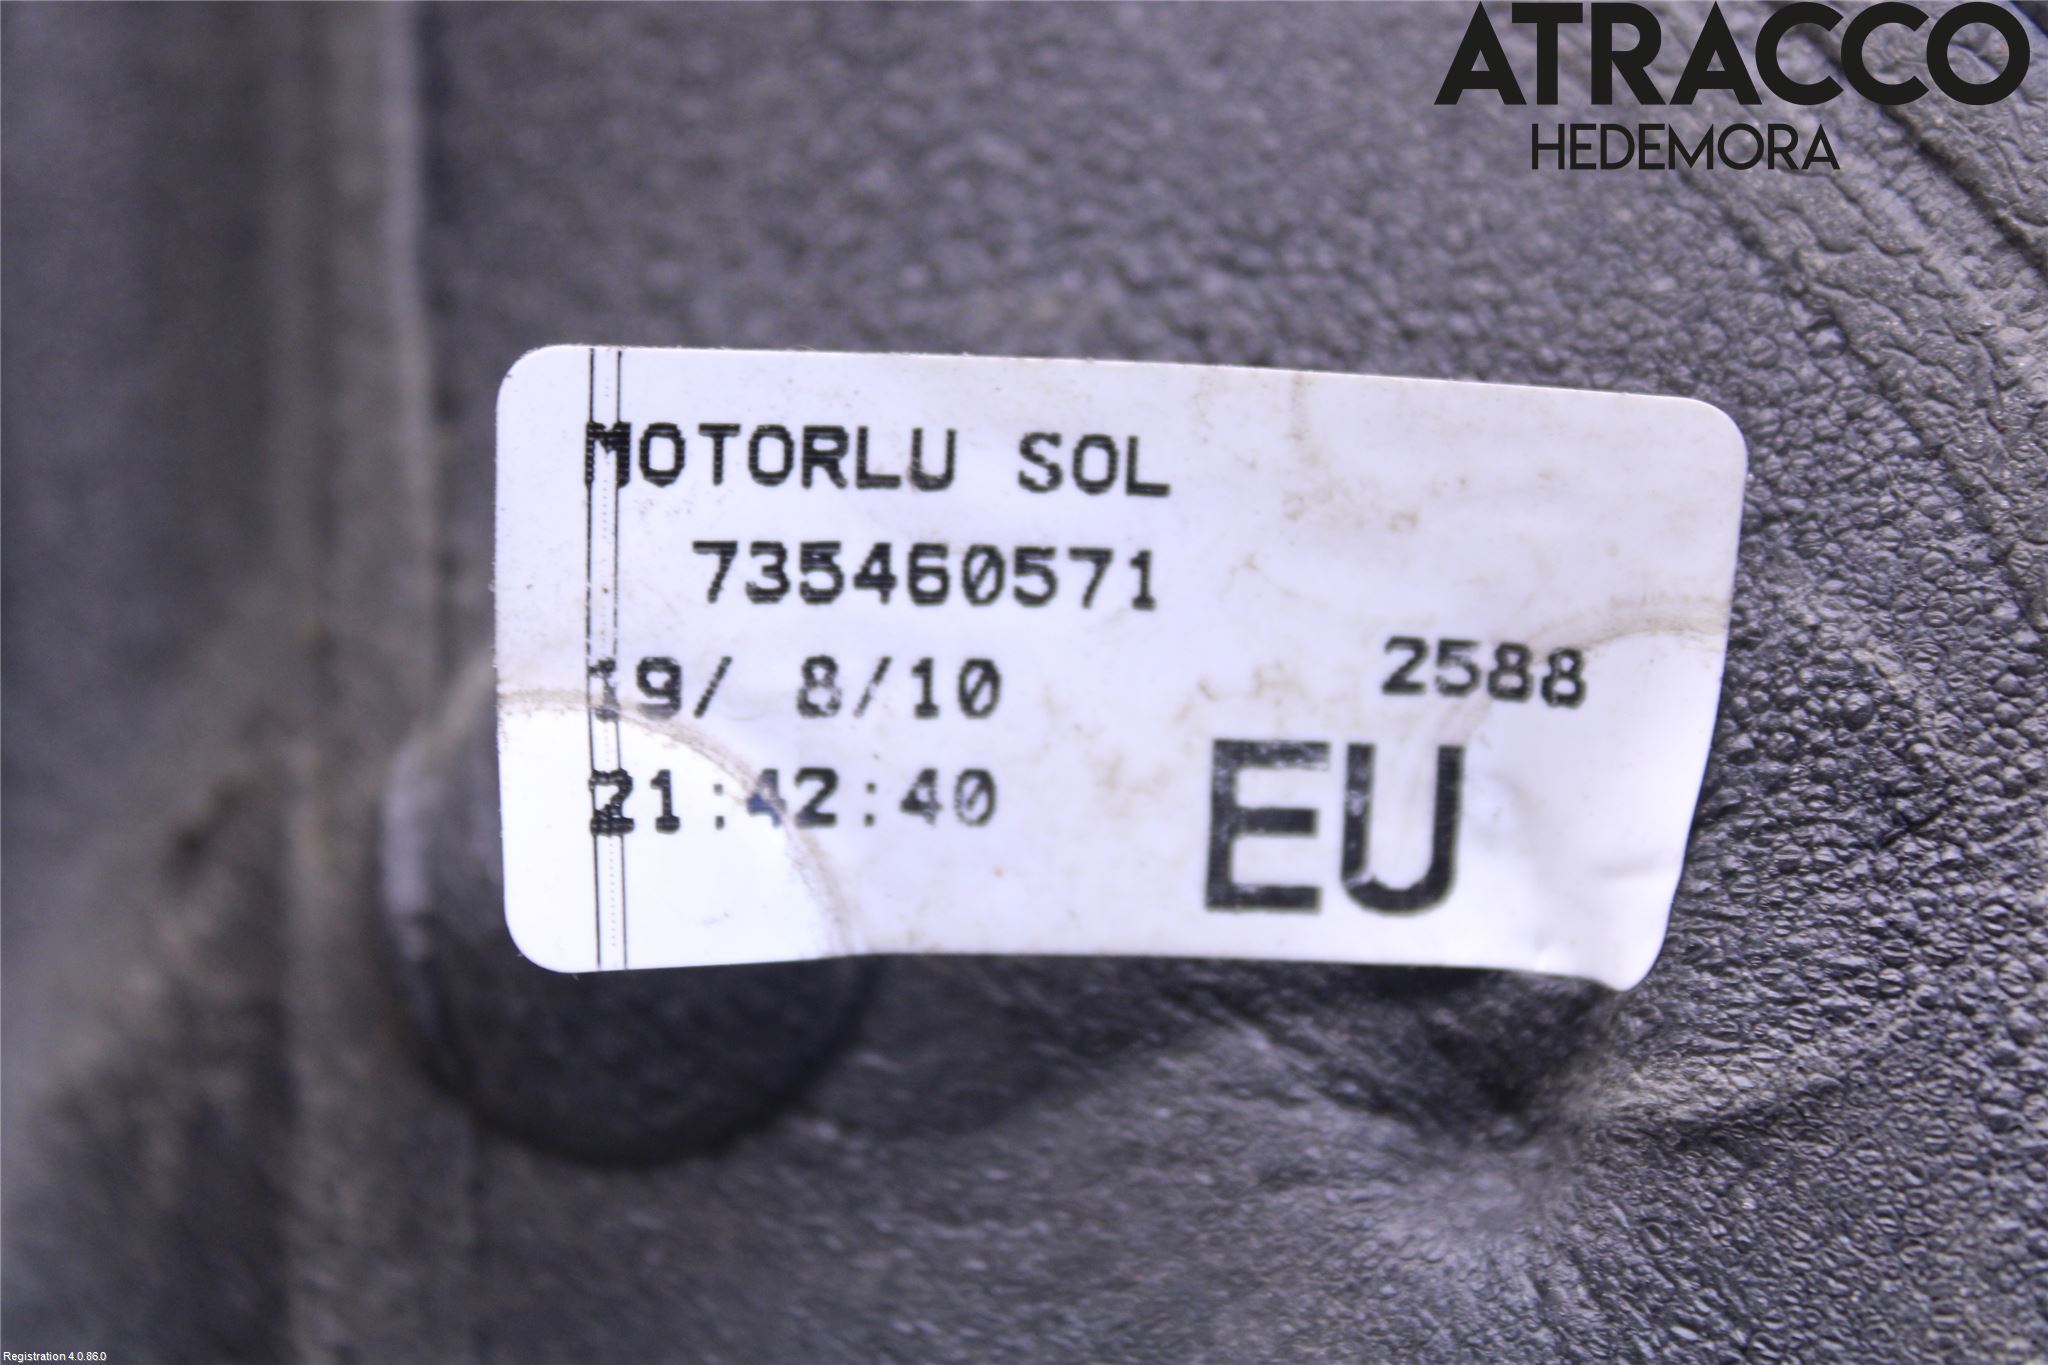 ATRACCO
HEDEMORA
MOTORLU SOL
735460571
19/ 8/10
2588
21:42:40
EU
Registration 4.0.86.0